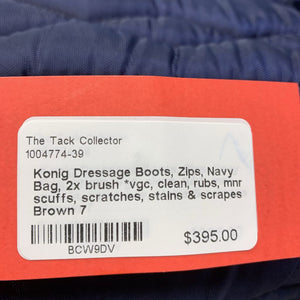 The Tack Collector
1004774-39
Konig Dressage Boots, Zips, Navy
Bag, 2x brush *vgc, clean, rubs, mnr
scuffs, scratches, stains & scrapes
Brown 7
BCW9DV
$395.00